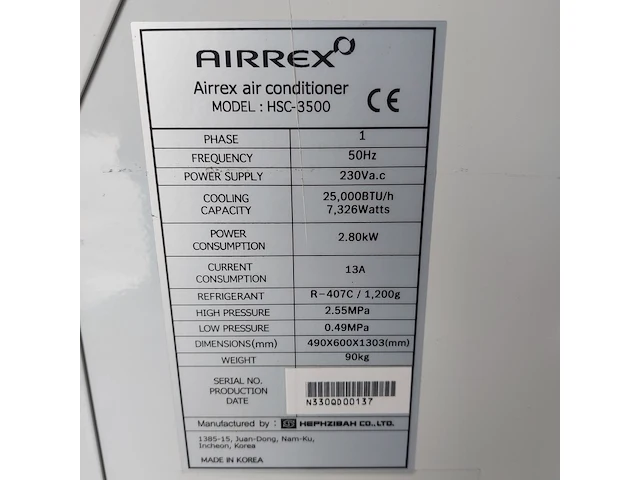 AIRREX
Airrex air conditioner
MODEL : HSC-3500
CE
PHASE 1
FREQUENCY 50Hz
POWER SUPPLY 230Va.c
COOLING CAPACITY 25,000BTU/h 7,326Watts
POWER CONSUMPTION 2.80kW
CURRENT CONSUMPTION 13A
REFRIGERANT R-407C / 1,200g
HIGH PRESSURE 2.55MPa
LOW PRESSURE 0.49MPa
DIMENSIONS(mm) 490X600X1303(mm)
WEIGHT 90kg
SERIAL NO.
PRODUCTION
DATE
N330QD00137
Manufactured by : HEPHZIBAH CO.,LTD.
1385-15, Juan-Dong, Nam-Ku,
Incheon, Korea
MADE IN KOREA